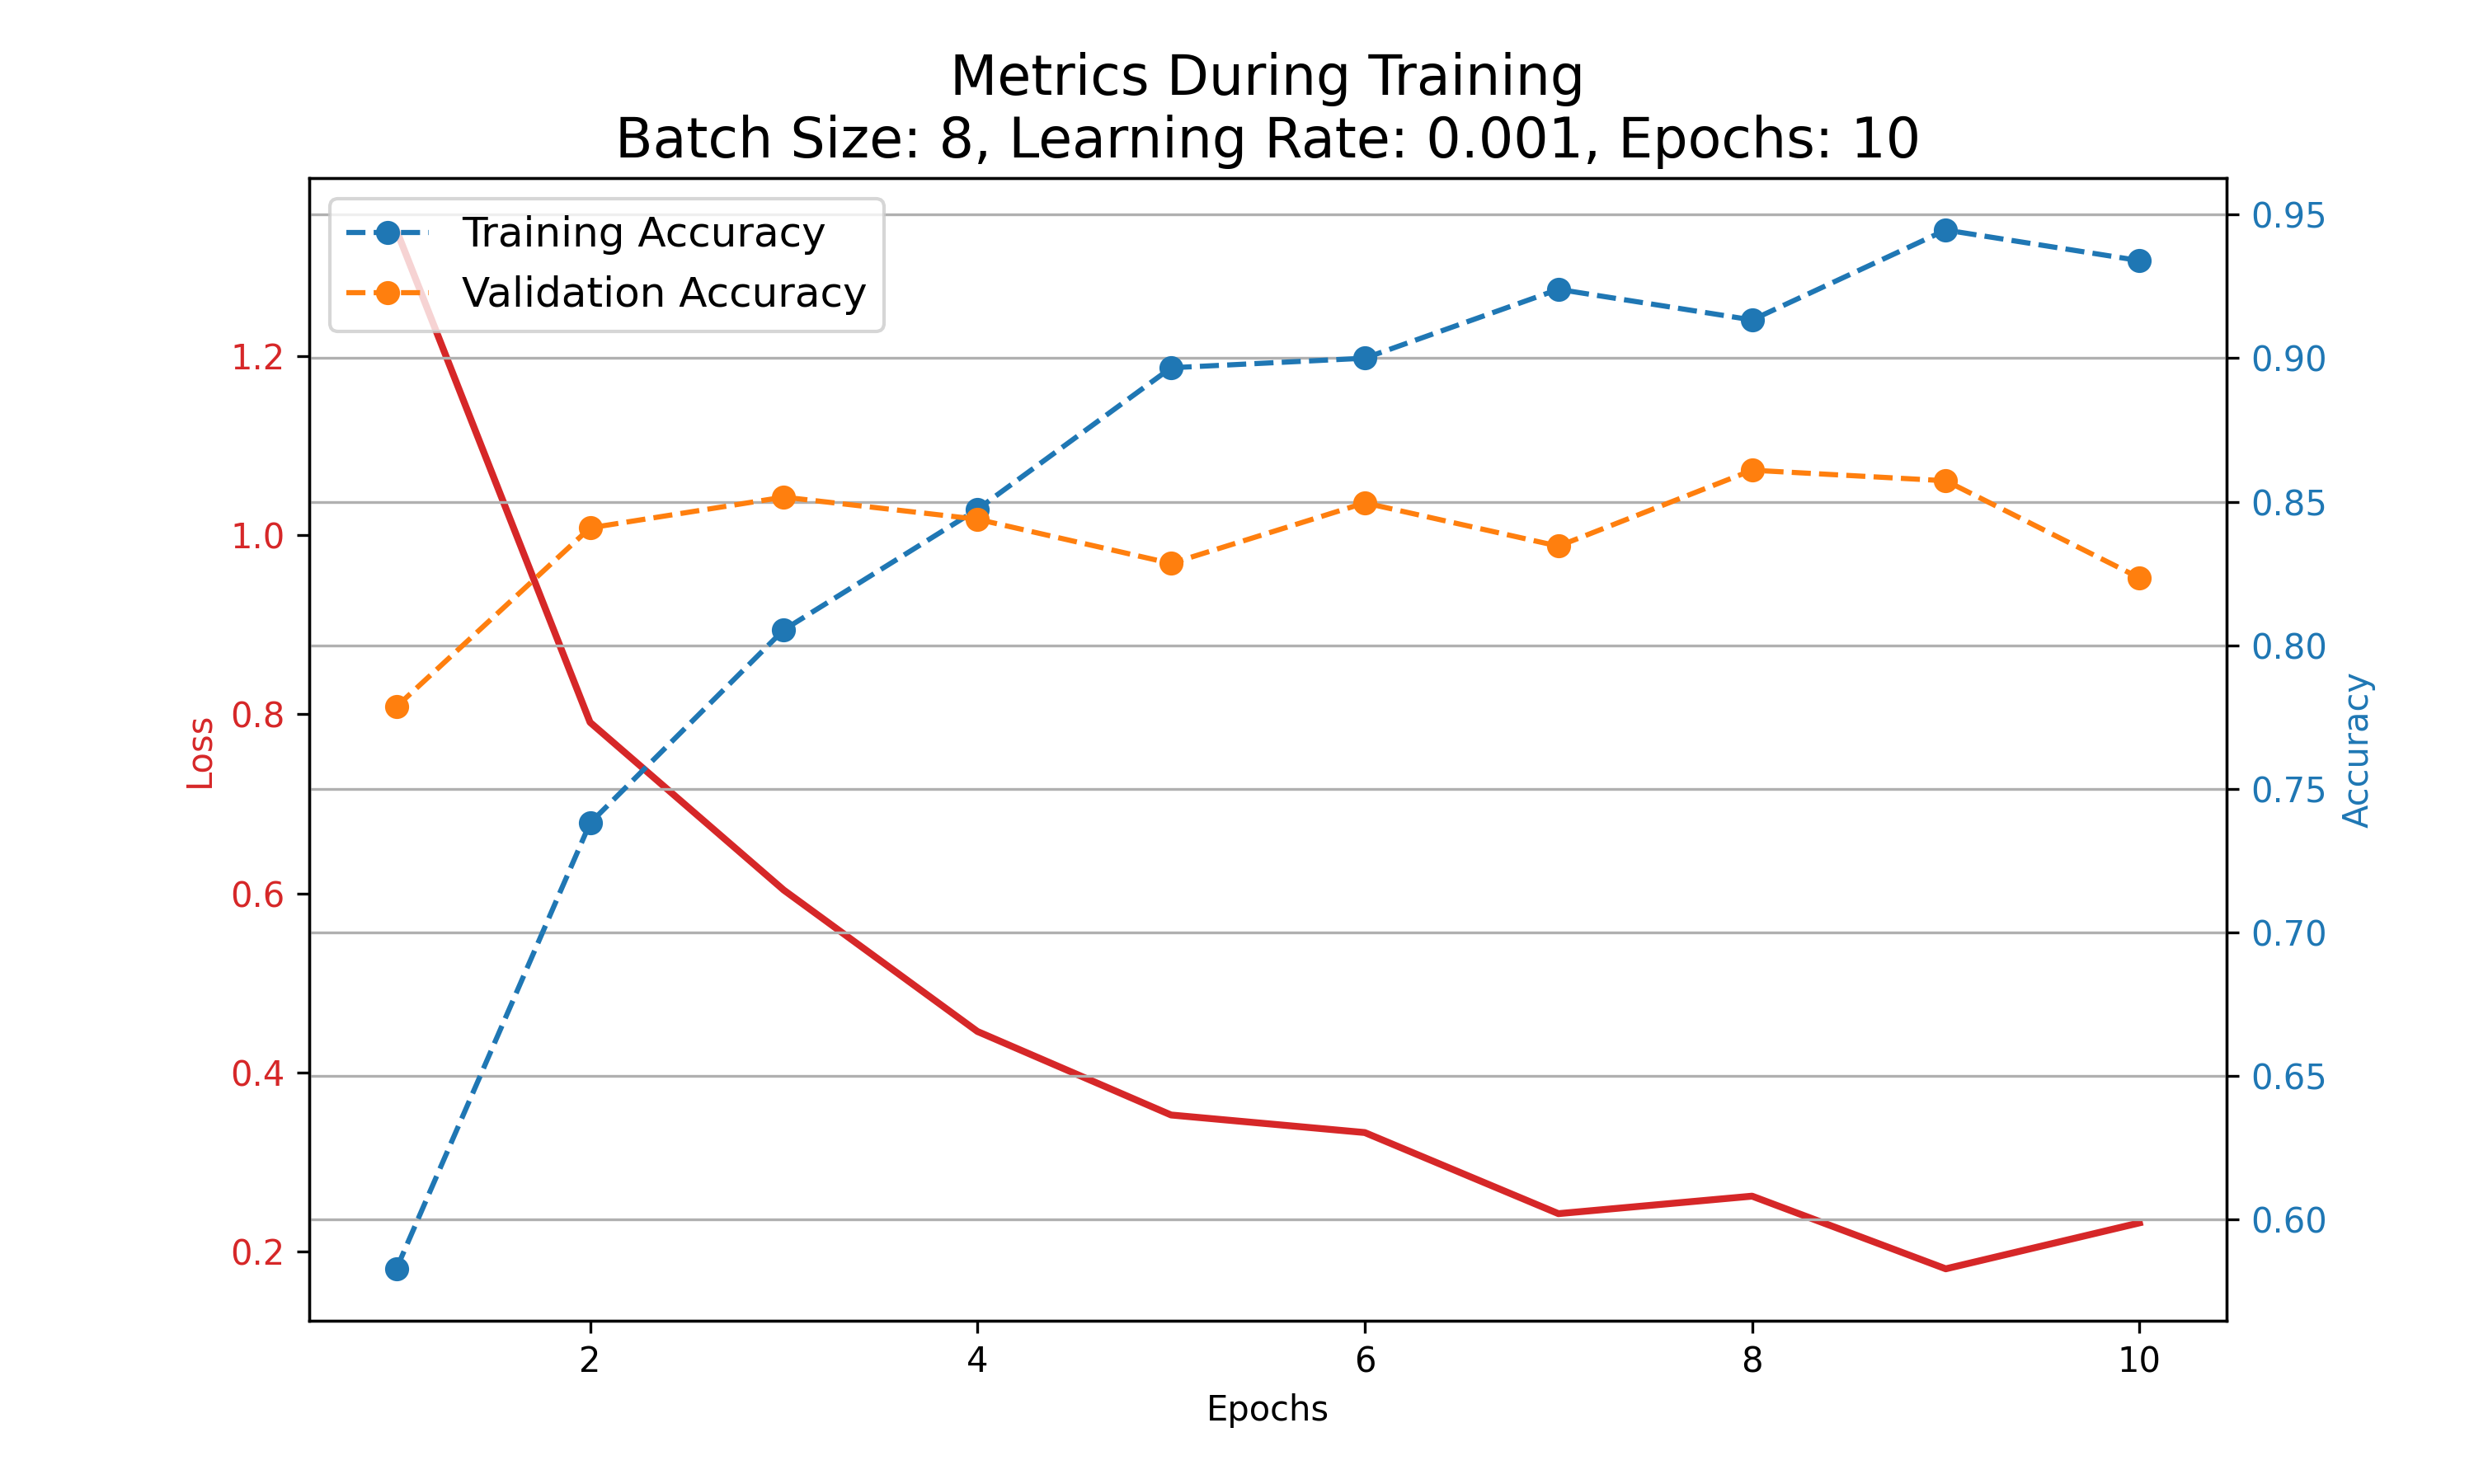 Metrics During Training
Batch Size: 8, Learning Rate: 0.001, Epochs: 10
Training Accuracy
Validation Accuracy
Loss
1.2
1.0
0.8
0.6
0.4
0.2
0.95
0.90
0.85
0.80
0.75
0.70
0.65
0.60
Accuracy
2 4 6 8 10
Epochs